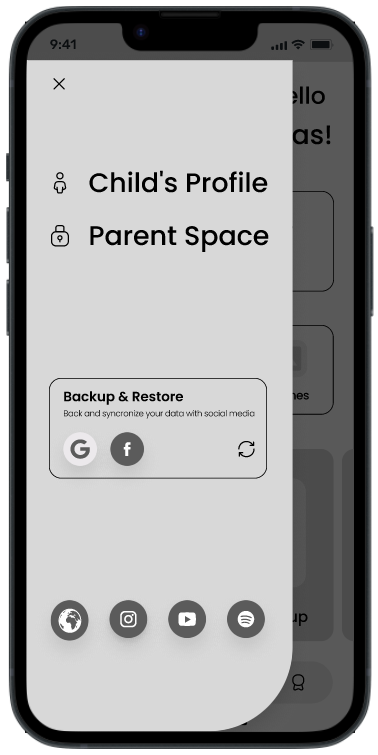 9:41
ello
as!
Child's Profile
Parent Space
nes
Backup & Restore
Back and syncronize your data with social media
G f
up